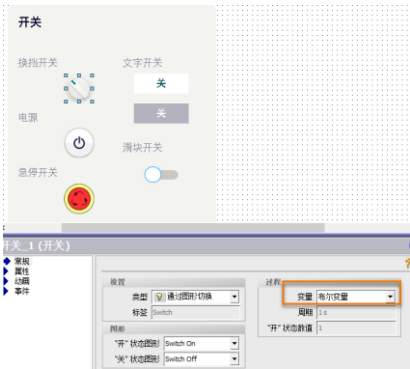 开关
换挡开关
文字开关
关
电源
关
滑块开关
急停开关
开关_1 (开关)
常规
属性
动画
事件
设置
类型 通过图形切换
标签 Switch
图形
"开" 状态图形 Switch On
"关" 状态图形 Switch Off
过程
变量 布尔变量
周期 1 s
"开" 状态数值 1